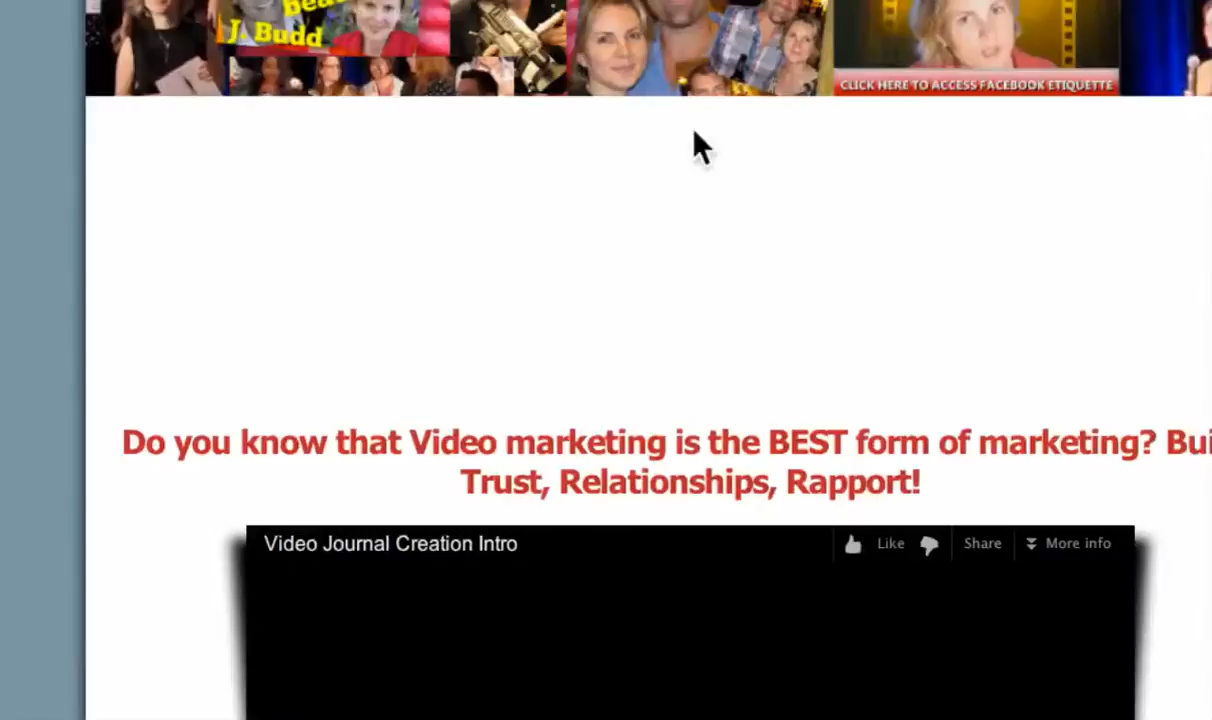 J. Budd
CLICK HERE TO ACCESS FACEBOOK ETIQUETTE
Do you know that Video marketing is the BEST form of marketing?
Trust, Relationships, Rapport!
Video Journal Creation Intro
Like
Share
More info